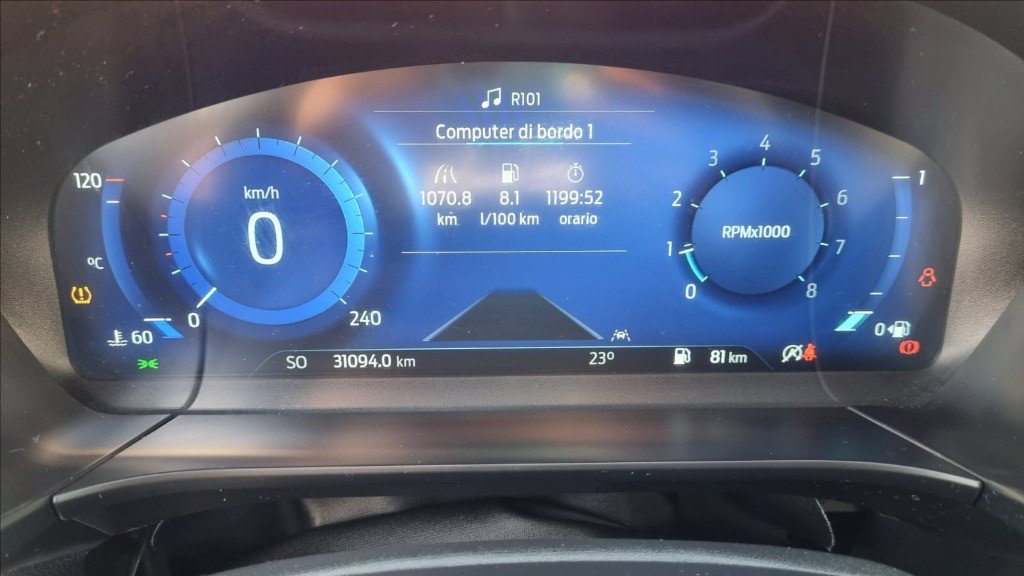 R101
Computer di bordo 1
1070.8 8.1 1199:52
km l/100 km orario
120
°C
60
km/h
0
0 240
RPMx1000
0 1 2 3 4 5 6 7 8
1
0
SO 31094.0 km 23° 81 km